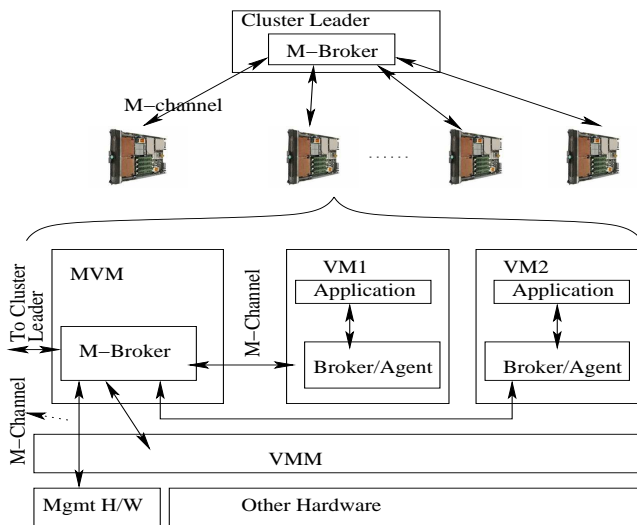 Cluster Leader
M-Broker
M-channel
......
MVM
M-Broker
To Cluster
Leader
M-Channel
M-Channel
VM1
Application
Broker/Agent
VM2
Application
Broker/Agent
VMM
Mgmt H/W
Other Hardware